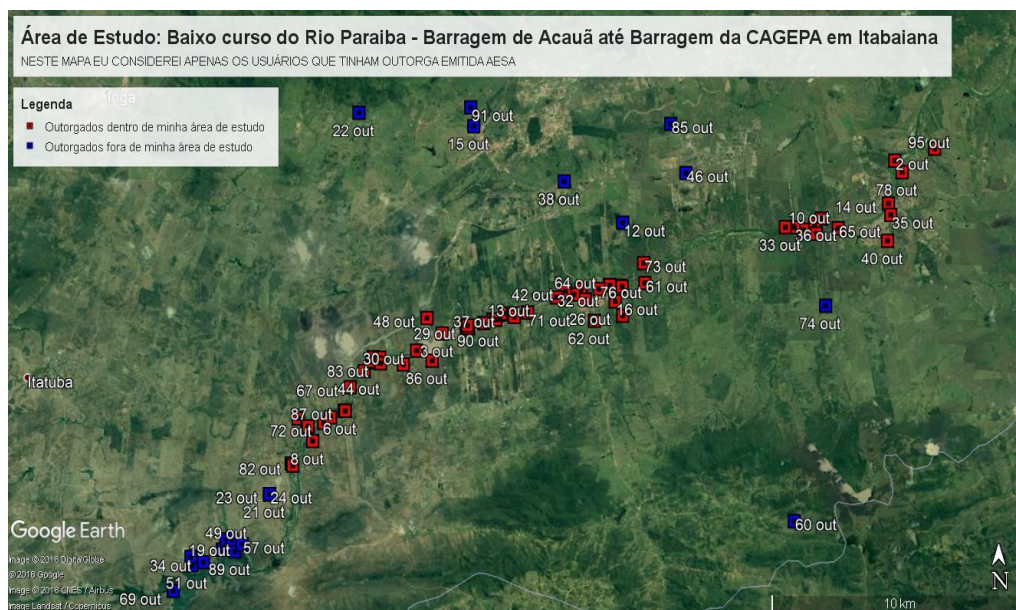 Área de Estudo: Baixo curso do Rio Paraiba - Barragem de Acauã até Barragem da CAGEPA em Itabaiana
NESTE MAPA EU CONSIDEREI APENAS OS USUÁRIOS QUE TINHAM OUTORGA EMITIDA AESA
Legenda
Outorgados dentro de minha área de estudo
Outorgados fora de minha área de estudo
Ingá
22 out
91 out
15 out
85 out
46 out
38 out
12 out
95 out
2 out
78 out
14 out
35 out
10 out
33 out
36 out
65 out
40 out
73 out
61 out
64 out
42 out
32 out
76 out
16 out
74 out
13 out
71 out
26 out
62 out
48 out
37 out
29 out
90 out
3 out
30 out
83 out
86 out
67 out
44 out
Itatuba
87 out
72 out
6 out
8 out
82 out
23 out
24 out
21 out
60 out
49 out
19 out
57 out
34 out
89 out
51 out
69 out
Google Earth
Image © 2018 DigitalGlobe
© 2018 Google
Image © 2018 CNES / Airbus
Image Landsat / Copernicus
N
10 km